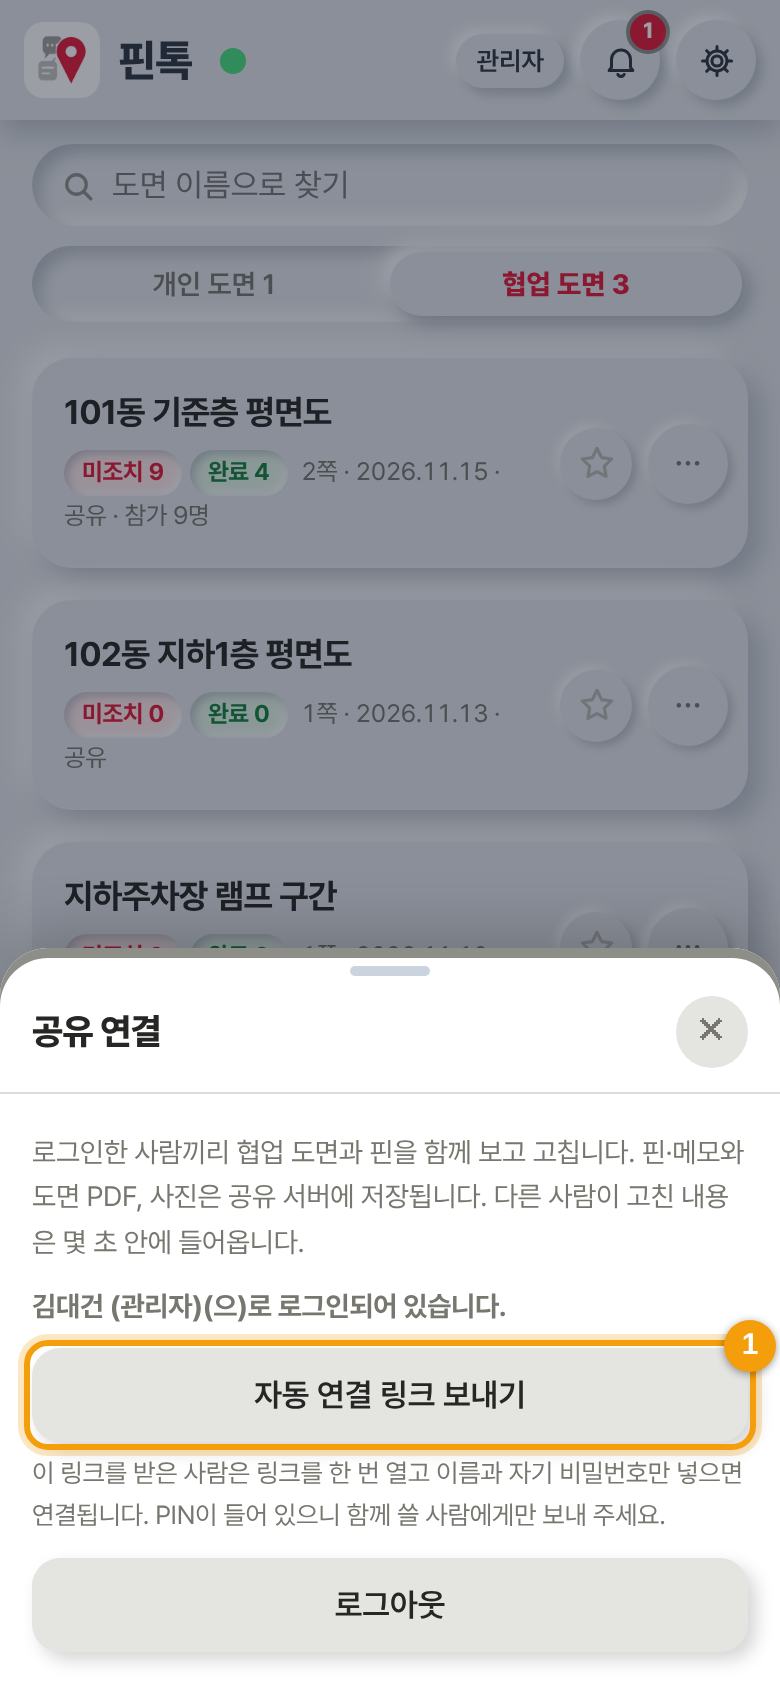 핀톡
관리자
1
도면 이름으로 찾기
개인 도면 1
협업 도면 3
101동 기준층 평면도
미조치 9 완료 4 2쪽 · 2026.11.15 ·
공유 · 참가 9명
102동 지하1층 평면도
미조치 0 완료 0 1쪽 · 2026.11.13 ·
공유
지하주차장 램프 구간
공유 연결
로그인한 사람끼리 협업 도면과 핀을 함께 보고 고칩니다. 핀·메모와
도면 PDF, 사진은 공유 서버에 저장됩니다. 다른 사람이 고친 내용
은 몇 초 안에 들어옵니다.
김대건 (관리자)(으)로 로그인되어 있습니다.
1
자동 연결 링크 보내기
이 링크를 받은 사람은 링크를 한 번 열고 이름과 자기 비밀번호만 넣으면
연결됩니다. PIN이 들어 있으니 함께 쓸 사람에게만 보내 주세요.
로그아웃